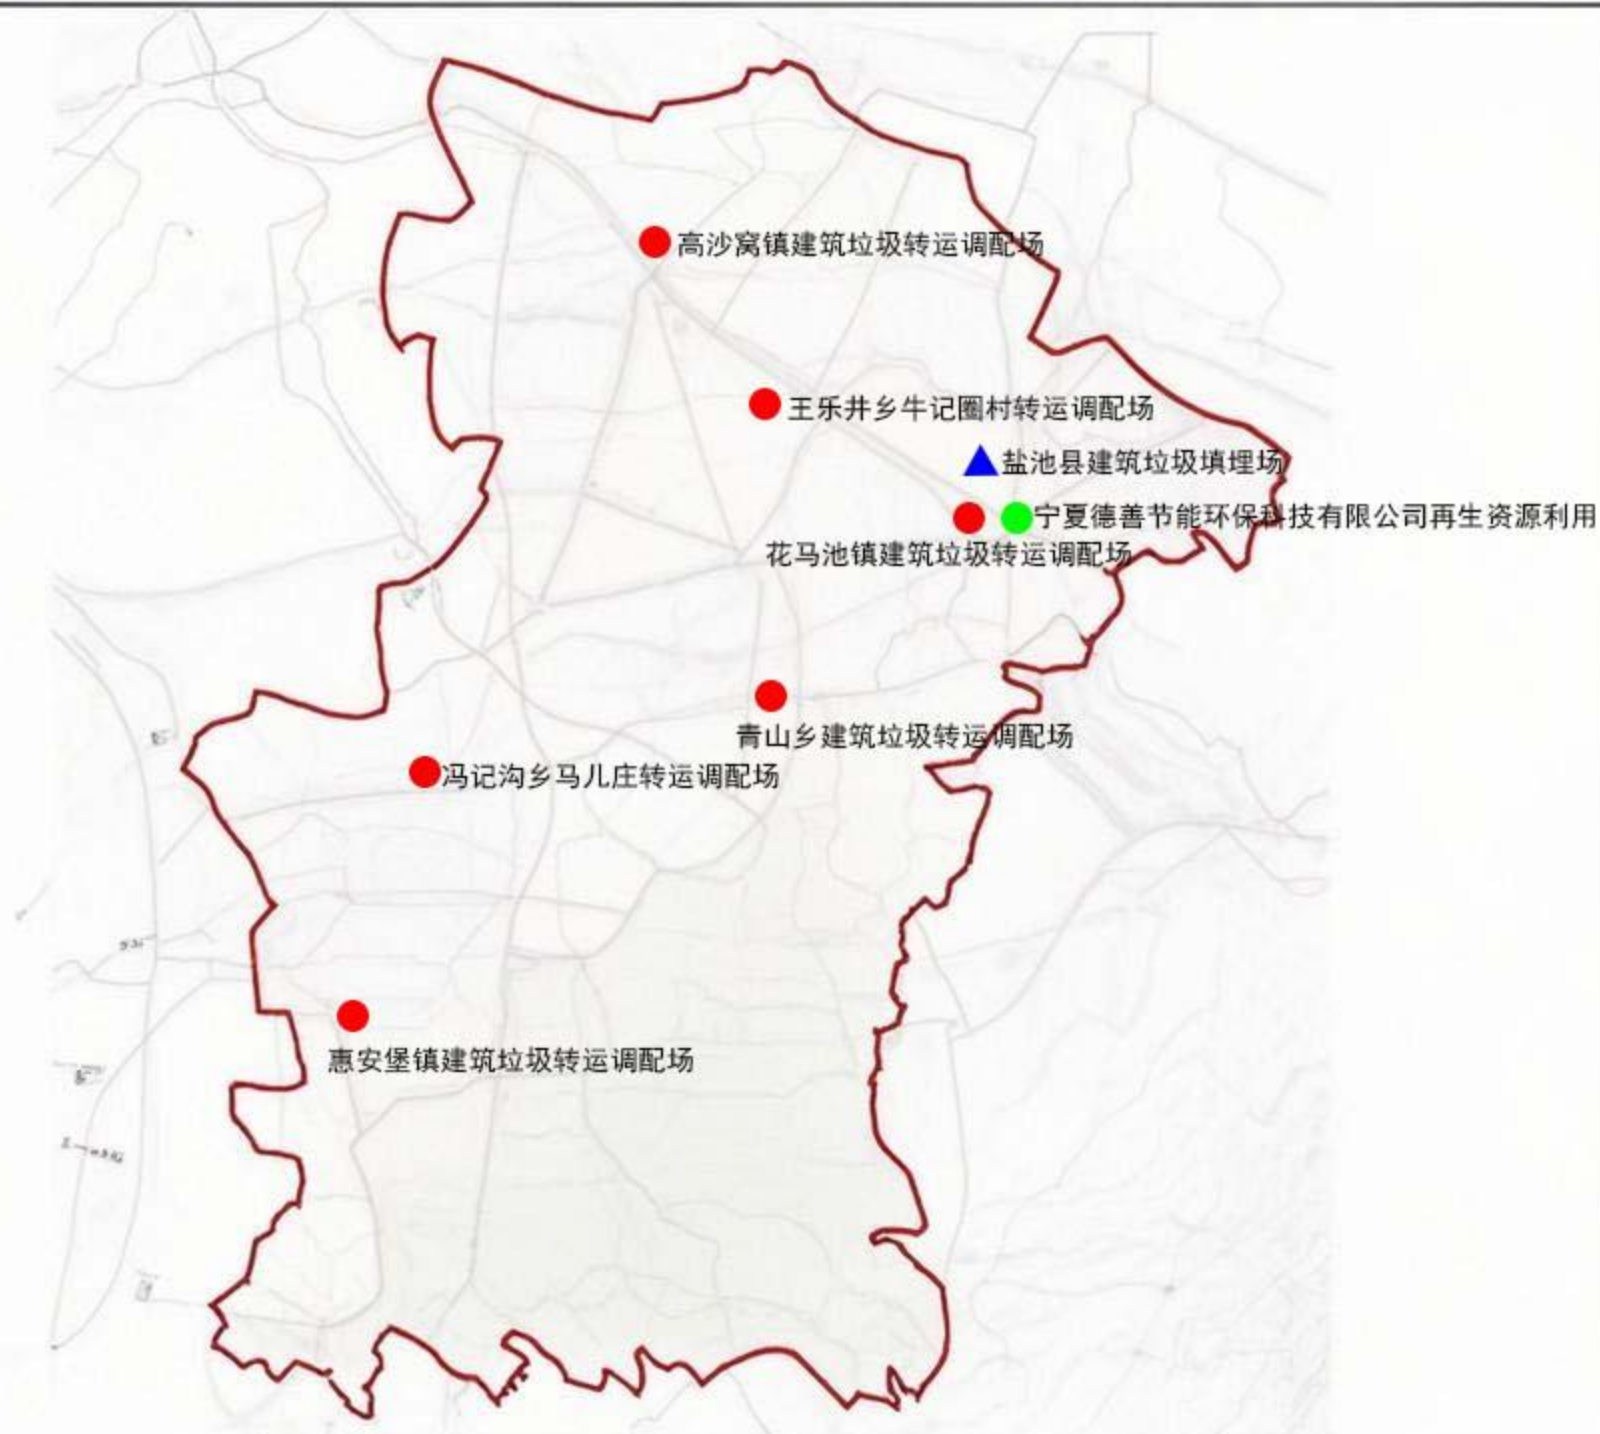 高沙窝镇建筑垃圾转运调配场
王乐井乡牛记圈村转运调配场
盐池县建筑垃圾填埋场
宁夏德善节能环保科技有限公司再生资源利用
花马池镇建筑垃圾转运调配场
青山乡建筑垃圾转运调配场
冯记沟乡马儿庄转运调配场
惠安堡镇建筑垃圾转运调配场